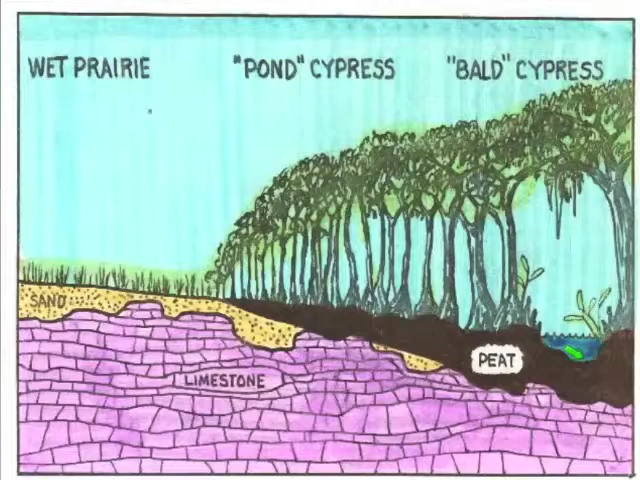 WET PRAIRIE
"POND" CYPRESS
"BALD" CYPRESS
SAND
PEAT
LIMESTONE